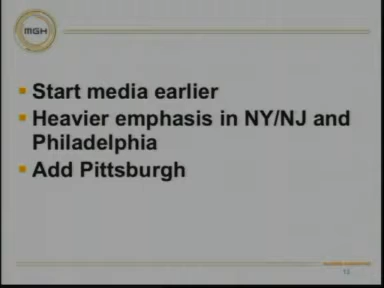 MGH
Start media earlier
Heavier emphasis in NY/NJ and
Philadelphia
Add Pittsburgh